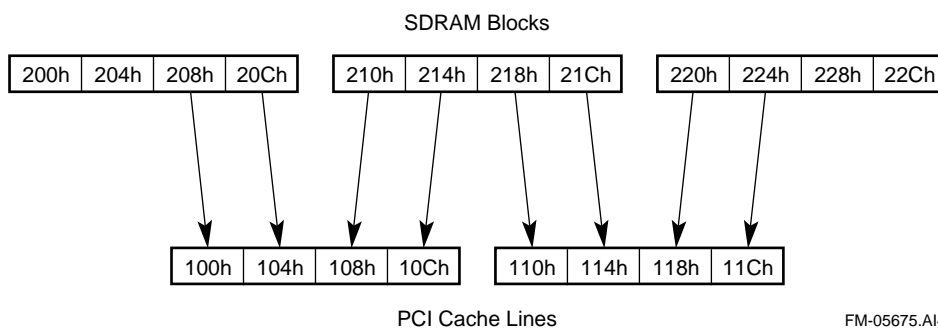 SDRAM Blocks
200h 204h 208h 20Ch 210h 214h 218h 21Ch 220h 224h 228h 22Ch
100h 104h 108h 10Ch 110h 114h 118h 11Ch
PCI Cache Lines
FM-05675.AI4